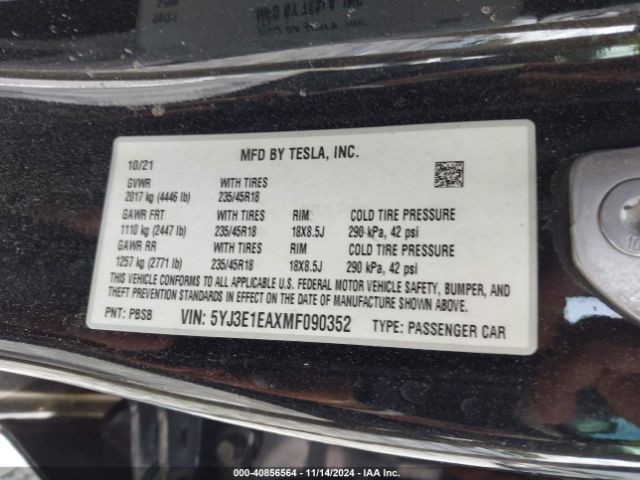 MFD BY TESLA, INC.
10/21
GVWR WITH TIRES
2017 kg (4446 lb) 235/45R18
GAWR FRT WITH TIRES RIM COLD TIRE PRESSURE
1110 kg (2447 lb) 235/45R18 18X8.5J 290 kPa, 42 psi
GAWR RR WITH TIRES RIM COLD TIRE PRESSURE
1257 kg (2771 lb) 235/45R18 18X8.5J 290 kPa, 42 psi
THIS VEHICLE CONFORMS TO ALL APPLICABLE U.S. FEDERAL MOTOR VEHICLE SAFETY, BUMPER, AND
THEFT PREVENTION STANDARDS IN EFFECT ON THE DATE OF MANUFACTURE SHOWN ABOVE.
PNT: PBSB VIN: 5YJ3E1EAXMF090352 TYPE: PASSENGER CAR
000-40856564 — 11/14/2024 — IAA Inc.